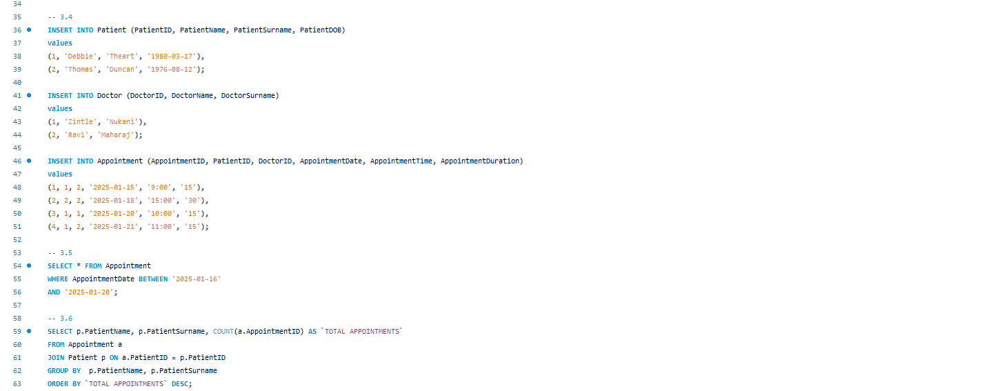 34
35 -- 3.4
36 INSERT INTO Patient (PatientID, PatientName, PatientSurname, PatientDOB)
37 values
38 (1, 'Debbie', 'Theart', '1980-03-17'),
39 (2, 'Thomas', 'Duncan', '1976-08-12');
40
41 INSERT INTO Doctor (DoctorID, DoctorName, DoctorSurname)
42 values
43 (1, 'Zintle', 'Nukani'),
44 (2, 'Ravi', 'Maharaj');
45
46 INSERT INTO Appointment (AppointmentID, PatientID, DoctorID, AppointmentDate, AppointmentTime, AppointmentDuration)
47 values
48 (1, 1, 2, '2025-01-15', '9:00', '15'),
49 (2, 2, 2, '2025-01-18', '15:00', '30'),
50 (3, 1, 1, '2025-01-20', '10:00', '15'),
51 (4, 1, 2, '2025-01-21', '11:00', '15');
52
53 -- 3.5
54 SELECT * FROM Appointment
55 WHERE AppointmentDate BETWEEN '2025-01-16'
56 AND '2025-01-20';
57
58 -- 3.6
59 SELECT p.PatientName, p.PatientSurname, COUNT(a.AppointmentID) AS `TOTAL APPOINTMENTS`
60 FROM Appointment a
61 JOIN Patient p ON a.PatientID = p.PatientID
62 GROUP BY  p.PatientName, p.PatientSurname
63 ORDER BY `TOTAL APPOINTMENTS` DESC;